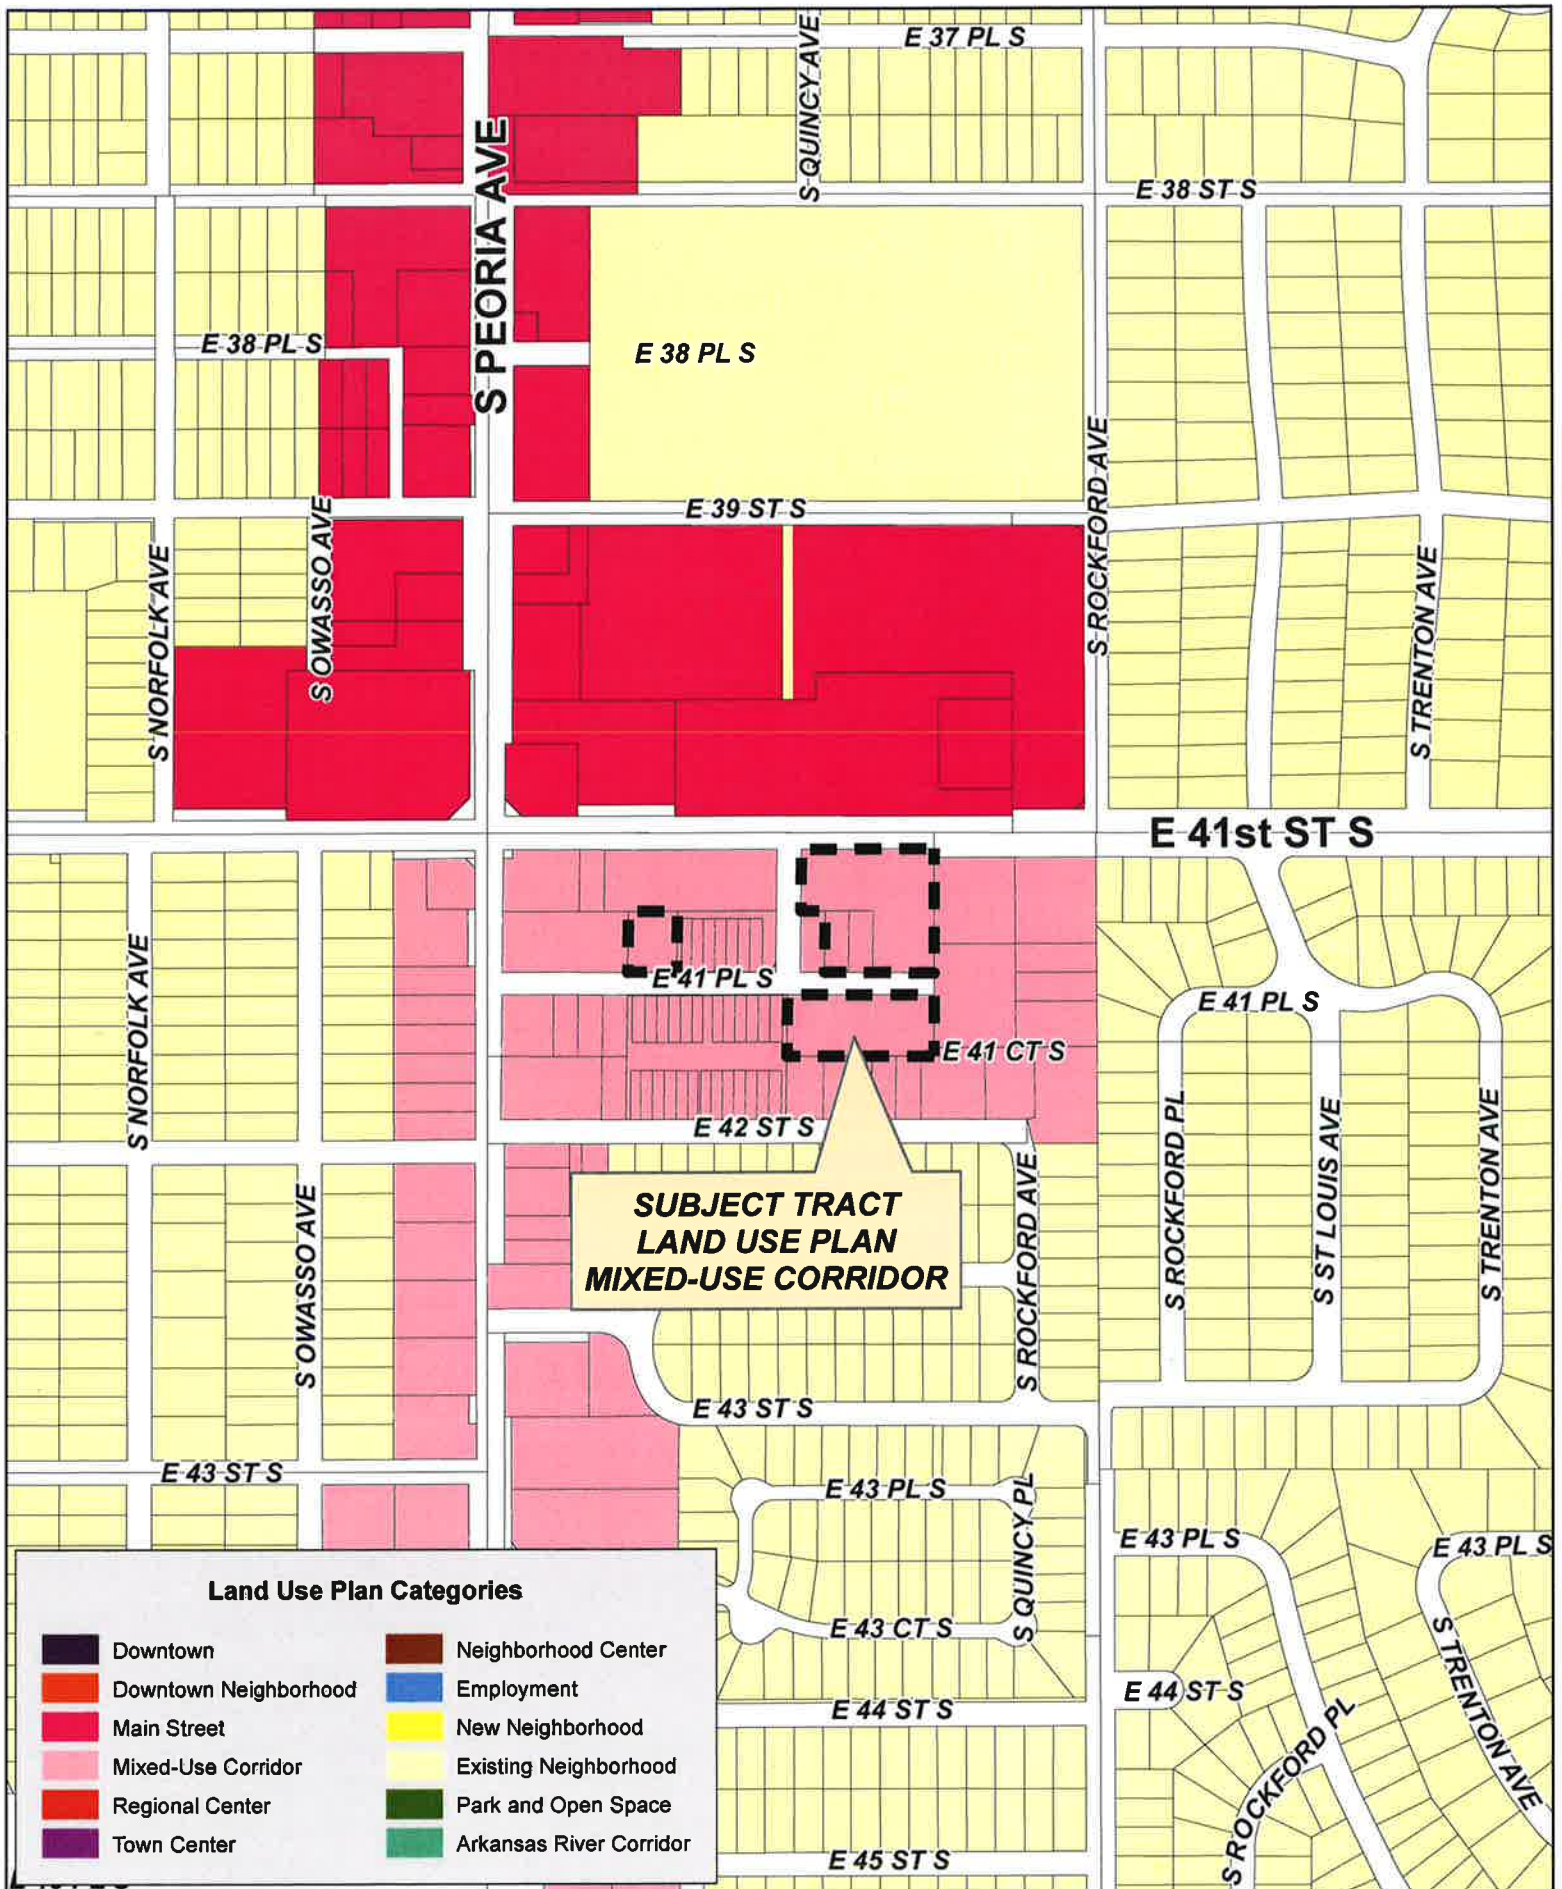 E 37 PL S
S QUINCY AVE
E 38 ST S
S PEORIA AVE
E 38 PL S
E 38 PL S
S ROCKFORD AVE
E 39 ST S
S OWASSO AVE
S NORFOLK AVE
S TRENTON AVE
E 41st ST S
S NORFOLK AVE
E 41 PL S
E 41 PL S
E 41 CT S
E 42 ST S
S ROCKFORD PL
S ST LOUIS AVE
S TRENTON AVE
S OWASSO AVE
S ROCKFORD AVE
SUBJECT TRACT
LAND USE PLAN
MIXED-USE CORRIDOR
E 43 ST S
E 43 ST S
E 43 PL S
S QUINCY PL
E 43 PL S
E 43 PL S
E 43 CT S
S TRENTON AVE
E 44 ST S
E 44 ST S
S ROCKFORD PL
E 45 ST S
Land Use Plan Categories
Downtown
Downtown Neighborhood
Main Street
Mixed-Use Corridor
Regional Center
Town Center
Neighborhood Center
Employment
New Neighborhood
Existing Neighborhood
Park and Open Space
Arkansas River Corridor